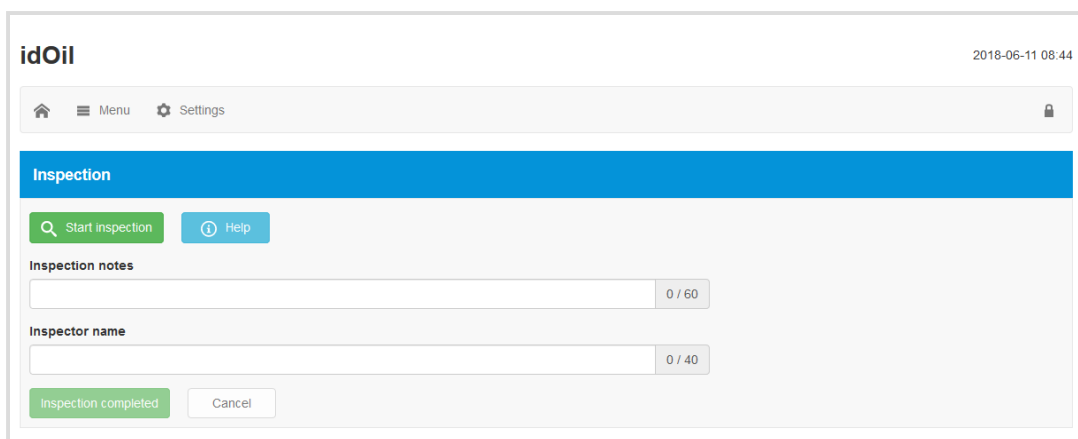 idOil
2018-06-11 08:44
Menu Settings
Inspection
Start inspection Help
Inspection notes
0 / 60
Inspector name
0 / 40
Inspection completed Cancel